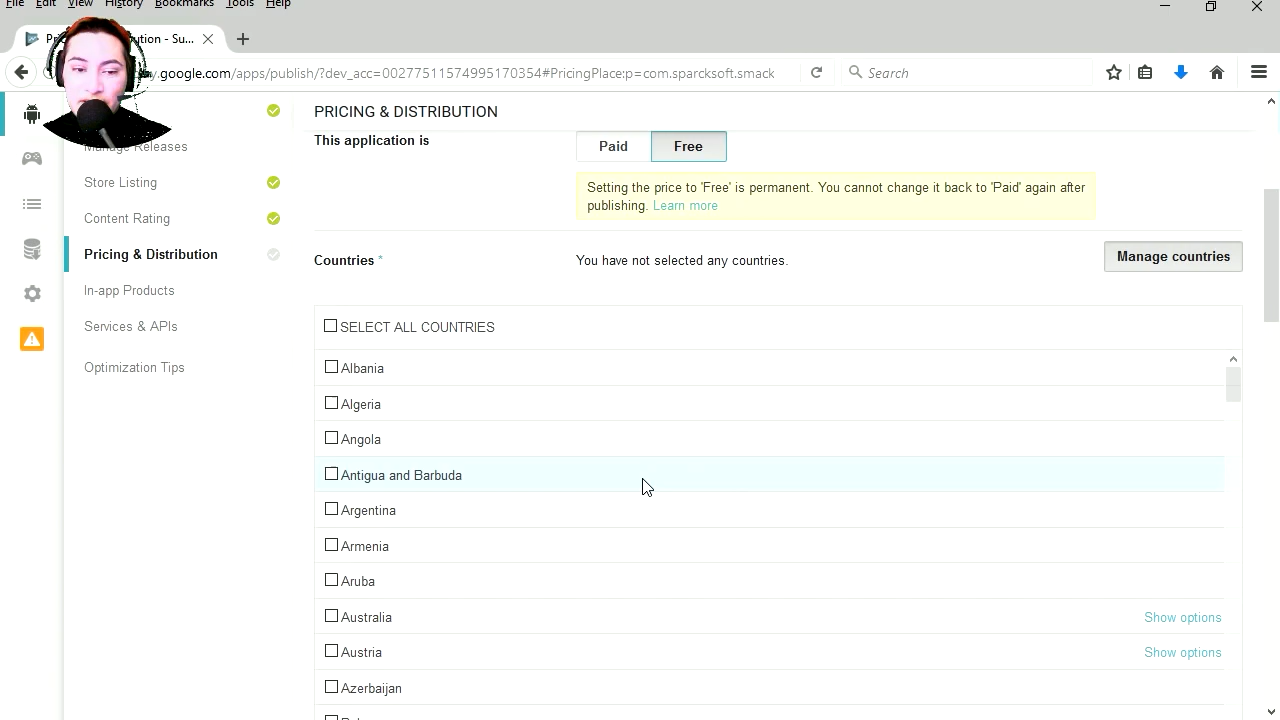 File Edit View History Bookmarks Tools Help
tion - Su...
.google.com/apps/publish/?dev_acc=00277511574995170354#PricingPlace:p=com.sparcksoft.smack
Search
PRICING & DISTRIBUTION
Manage Releases
Store Listing
Content Rating
Pricing & Distribution
In-app Products
Services & APIs
Optimization Tips
This application is
Paid
Free
Setting the price to 'Free' is permanent. You cannot change it back to 'Paid' again after
publishing. Learn more
Countries *
You have not selected any countries.
Manage countries
SELECT ALL COUNTRIES
Albania
Algeria
Angola
Antigua and Barbuda
Argentina
Armenia
Aruba
Australia Show options
Austria Show options
Azerbaijan